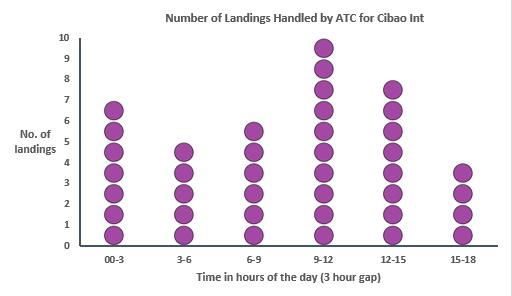 Number of Landings Handled by ATC for Cibao Int
10
9
8
7
6
5
4
3
2
1
0
No. of
landings
00-3 3-6 6-9 9-12 12-15 15-18
Time in hours of the day (3 hour gap)